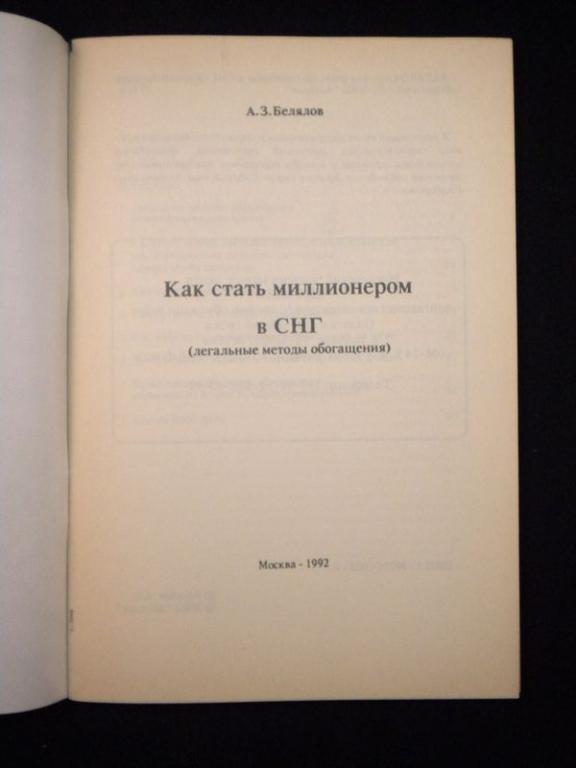 А.З.Белялов
Как стать миллионером
в СНГ
(легальные методы обогащения)
Москва - 1992